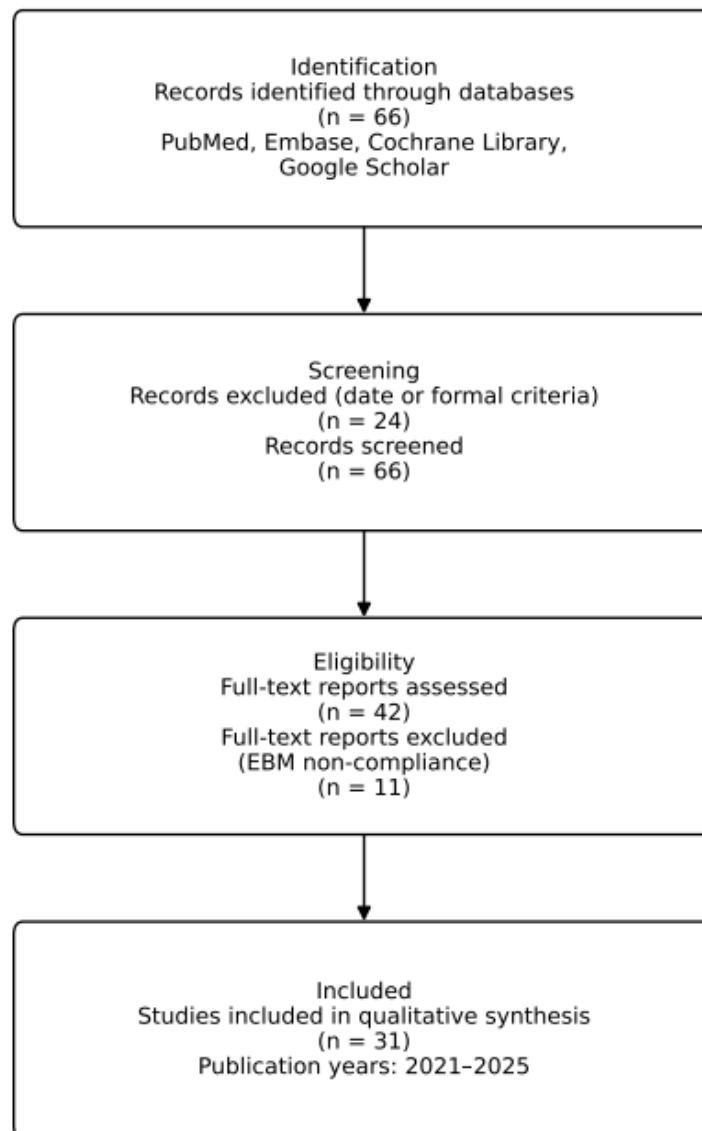 Identification
Records identified through databases
(n = 66)
PubMed, Embase, Cochrane Library,
Google Scholar
Screening
Records excluded (date or formal criteria)
(n = 24)
Records screened
(n = 66)
Eligibility
Full-text reports assessed
(n = 42)
Full-text reports excluded
(EBM non-compliance)
(n = 11)
Included
Studies included in qualitative synthesis
(n = 31)
Publication years: 2021–2025